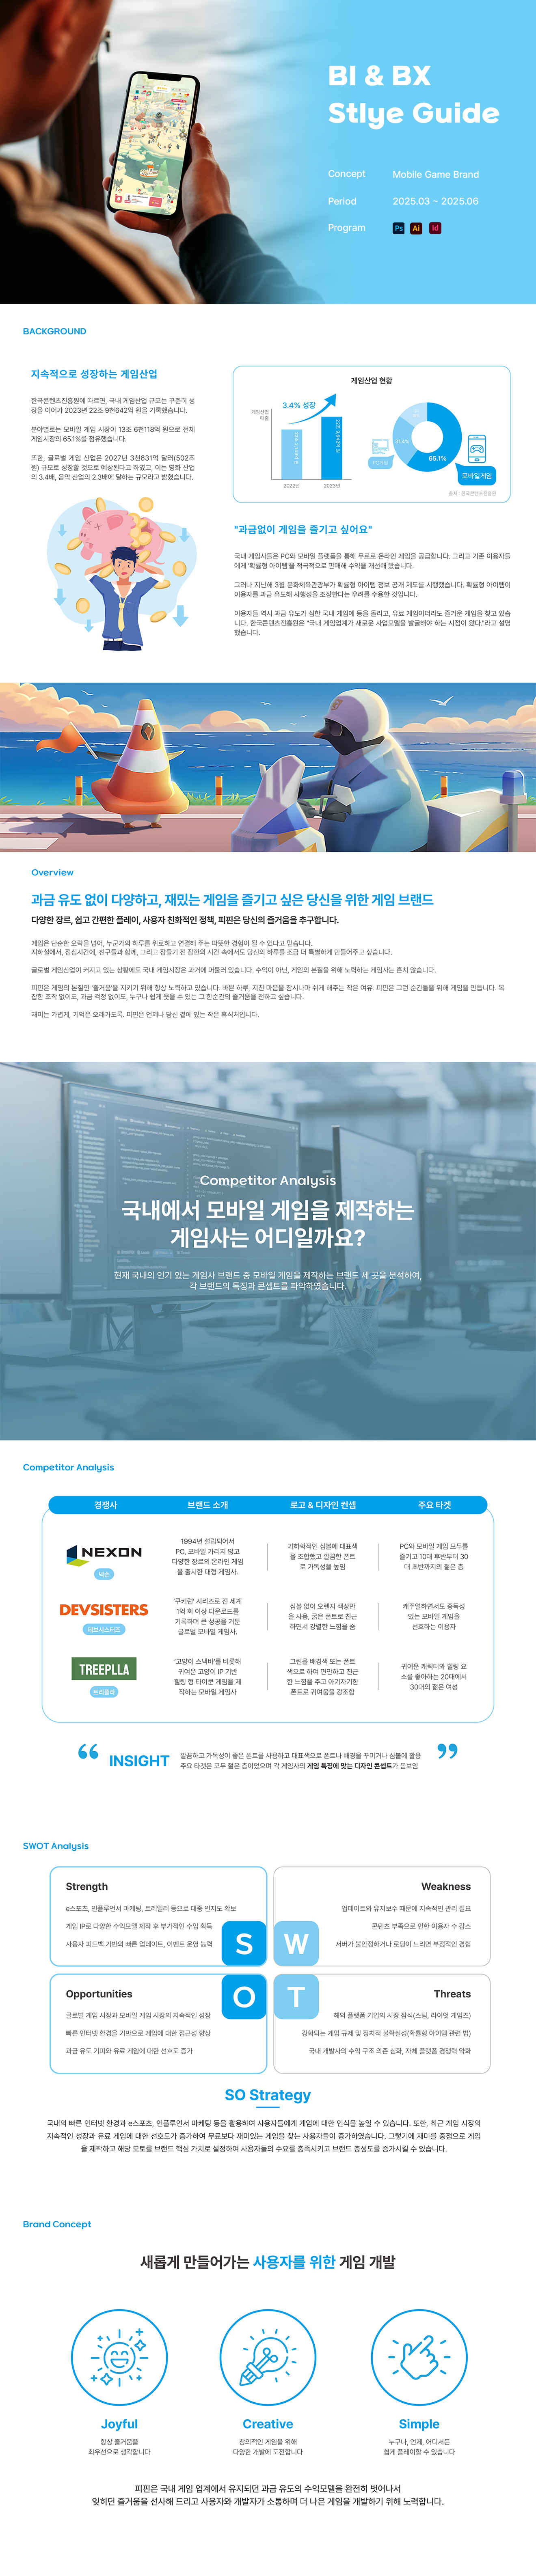 BI & BX
Stlye Guide
Concept
Mobile Game Brand
Period
2025.03 ~ 2025.06
Program
Ps Ai Id
BACKGROUND
지속적으로 성장하는 게임산업
한국콘텐츠진흥원에 따르면, 국내 게임산업 규모는 꾸준히 성
장을 이어가 2023년 22조 9천642억 원을 기록했습니다.
분야별로는 모바일 게임 시장이 13조 6천118억 원으로 전체
게임시장의 65.1%를 점유했습니다.
또한, 글로벌 게임 산업은 2027년 3천631억 달러(502조
원) 규모로 성장할 것으로 예상된다고 하였고, 이는 영화 산업
의 3.4배, 음악 산업의 2.3배에 달하는 규모라고 밝혔습니다.
게임산업 현황
게임산업
매출
3.4% 성장
2022년
2023년
31.4%
65.1%
PC게임
모바일게임
출처 : 한국콘텐츠진흥원
"과금없이 게임을 즐기고 싶어요"
국내 게임사들은 PC와 모바일 플랫폼을 통해 무료로 온라인 게임을 공급합니다. 그리고 기존 이용자들
에게 '확률형 아이템'을 적극적으로 판매해 수익을 개선해 왔습니다.
그러나 지난해 3월 문화체육관광부가 확률형 아이템 정보 공개 제도를 시행했습니다. 확률형 아이템이
이용자를 과금 유도해 사행성을 조장한다는 우려를 수용한 것입니다.
이용자들 역시 과금 유도가 심한 국내 게임에 등을 돌리고, 유료 게임이더라도 즐거운 게임을 찾고 있습
니다. 한국콘텐츠진흥원은 "국내 게임업계가 새로운 사업모델을 발굴해야 하는 시점이 왔다."라고 설명
했습니다.
Overview
과금 유도 없이 다양하고, 재밌는 게임을 즐기고 싶은 당신을 위한 게임 브랜드
다양한 장르, 쉽고 간편한 플레이, 사용자 친화적인 정책, 피핀은 당신의 즐거움을 추구합니다.
게임은 단순한 오락을 넘어, 누군가의 하루를 위로하고 연결해 주는 따뜻한 경험이 될 수 있다고 믿습니다.
지하철에서, 점심시간에, 친구들과 함께, 그리고 잠들기 전 잠깐의 시간 속에서도 당신의 하루를 조금 더 특별하게 만들어주고 싶습니다.
글로벌 게임산업이 커지고 있는 상황에도 국내 게임시장은 과거에 머물러 있습니다. 수익이 아닌, 게임의 본질을 위해 노력하는 게임사는 흔치 않습니다.
피핀은 게임의 본질인 '즐거움'을 지키기 위해 항상 노력하고 있습니다. 바쁜 하루, 지친 마음을 잠시나마 쉬게 해주는 작은 여유. 피핀은 그런 순간들을 위해 게임을 만듭니다. 복
잡한 조작 없이도, 과금 걱정 없이도, 누구나 쉽게 웃을 수 있는 그 한순간의 즐거움을 전하고 싶습니다.
재미는 가볍게, 기억은 오래가도록. 피핀은 언제나 당신 곁에 있는 작은 휴식처입니다.
Competitor Analysis
국내에서 모바일 게임을 제작하는
게임사는 어디일까요?
현재 국내의 인기 있는 게임사 브랜드 중 모바일 게임을 제작하는 브랜드 세 곳을 분석하여,
각 브랜드의 특징과 콘셉트를 파악하였습니다.
Competitor Analysis
경쟁사
브랜드 소개
로고 & 디자인 컨셉
주요 타겟
NEXON
넥슨
1994년 설립되어서
PC, 모바일 가리지 않고
다양한 장르의 온라인 게임
을 출시한 대형 게임사.
기하학적인 심볼에 대표색
을 조합했고 깔끔한 폰트
로 가독성을 높임
PC와 모바일 게임 모두를
즐기고 10대 후반부터 30
대 초반까지의 젊은 층
DEVSISTERS
데브시스터즈
'쿠키런' 시리즈로 전 세계
1억 회 이상 다운로드를
기록하며 큰 성공을 거둔
글로벌 모바일 게임사.
심볼 없이 오렌지 색상만
을 사용, 굵은 폰트로 친근
하면서 강렬한 느낌을 줌
캐주얼하면서도 중독성
있는 모바일 게임을
선호하는 이용자
TREEPLLA
트리플라
'고양이 스낵바'를 비롯해
귀여운 고양이 IP 기반
힐링 형 타이쿤 게임을 제
작하는 모바일 게임사
그린을 배경색 또는 폰트
색으로 하여 편안하고 친근
한 느낌을 주고 아기자기한
폰트로 귀여움을 강조함
귀여운 캐릭터와 힐링 요
소를 좋아하는 20대에서
30대의 젊은 여성
“ INSIGHT
깔끔하고 가독성이 좋은 폰트를 사용하고 대표색으로 폰트나 배경을 꾸미거나 심볼에 활용
주요 타겟은 모두 젊은 층이었으며 각 게임사의 게임 특징에 맞는 디자인 콘셉트가 돋보임
”
SWOT Analysis
Strength
e스포츠, 인플루언서 마케팅, 트레일러 등으로 대중 인지도 확보
게임 IP로 다양한 수익모델 제작 후 부가적인 수입 획득
사용자 피드백 기반의 빠른 업데이트, 이벤트 운영 능력
S
Weakness
업데이트와 유지보수 때문에 지속적인 관리 필요
콘텐츠 부족으로 인한 이용자 수 감소
서버가 불안정하거나 로딩이 느리면 부정적인 경험
W
Opportunities
글로벌 게임 시장과 모바일 게임 시장의 지속적인 성장
빠른 인터넷 환경을 기반으로 게임에 대한 접근성 향상
과금 유도 기피와 유료 게임에 대한 선호도 증가
O
Threats
해외 플랫폼 기업의 시장 잠식(스팀, 라이엇 게임즈)
강화되는 게임 규제 및 정치적 불확실성(확률형 아이템 관련 법)
국내 개발사의 수익 구조 의존 심화, 자체 플랫폼 경쟁력 약화
T
SO Strategy
국내의 빠른 인터넷 환경과 e스포츠, 인플루언서 마케팅 등을 활용하여 사용자들에게 게임에 대한 인식을 높일 수 있습니다. 또한, 최근 게임 시장의
지속적인 성장과 유료 게임에 대한 선호도가 증가하여 무료보다 재미있는 게임을 찾는 사용자들이 증가하였습니다. 그렇기에 재미를 중점으로 게임
을 제작하고 해당 모토를 브랜드 핵심 가치로 설정하여 사용자들의 수요를 충족시키고 브랜드 충성도를 증가시킬 수 있습니다.
Brand Concept
새롭게 만들어가는 사용자를 위한 게임 개발
Joyful
항상 즐거움을
최우선으로 생각합니다
Creative
창의적인 게임을 위해
다양한 개발에 도전합니다
Simple
누구나, 언제, 어디서든
쉽게 플레이할 수 있습니다
피핀은 국내 게임 업계에서 유지되던 과금 유도의 수익모델을 완전히 벗어나서
잊히던 즐거움을 선사해 드리고 사용자와 개발자가 소통하며 더 나은 게임을 개발하기 위해 노력합니다.